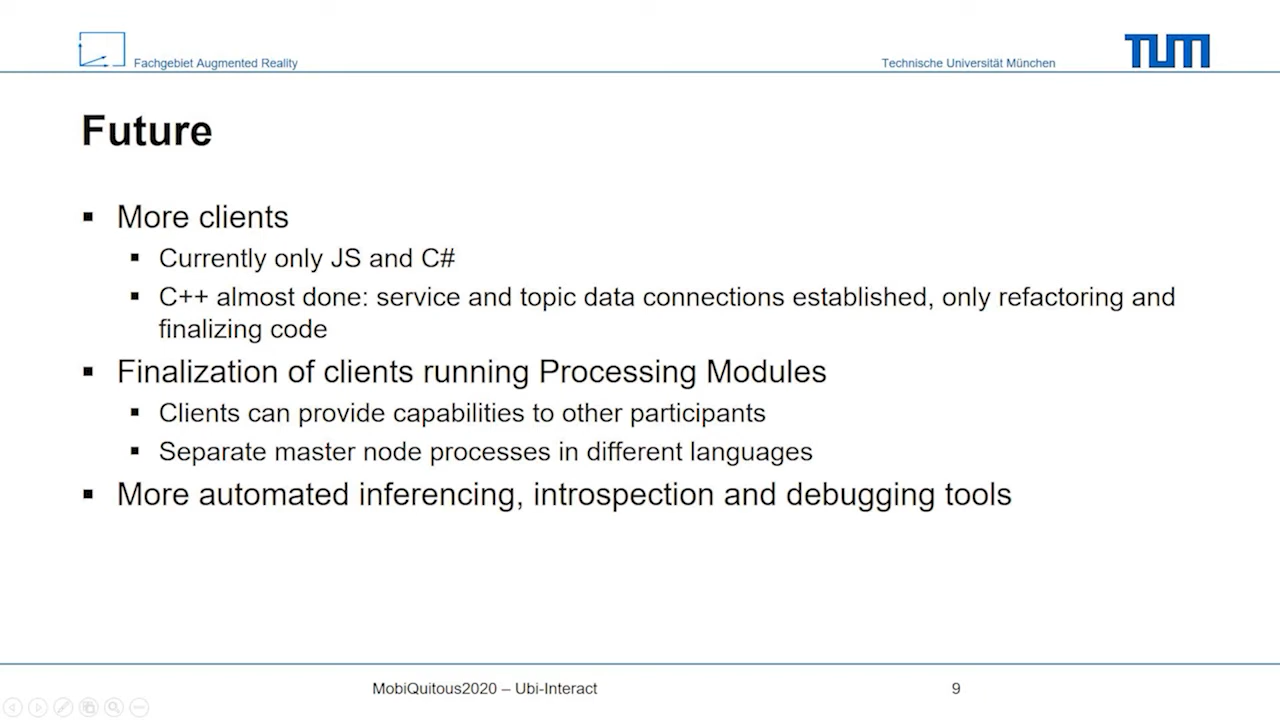 Fachgebiet Augmented Reality
Technische Universität München
TUM
Future
▪ More clients
▪ Currently only JS and C#
▪ C++ almost done: service and topic data connections established, only refactoring and
finalizing code
▪ Finalization of clients running Processing Modules
▪ Clients can provide capabilities to other participants
▪ Separate master node processes in different languages
▪ More automated inferencing, introspection and debugging tools
MobiQuitous2020 – Ubi-Interact
9